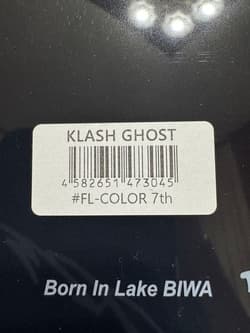 KLASH GHOST
4 582651 473045
#FL-COLOR 7th
Born In Lake BIWA